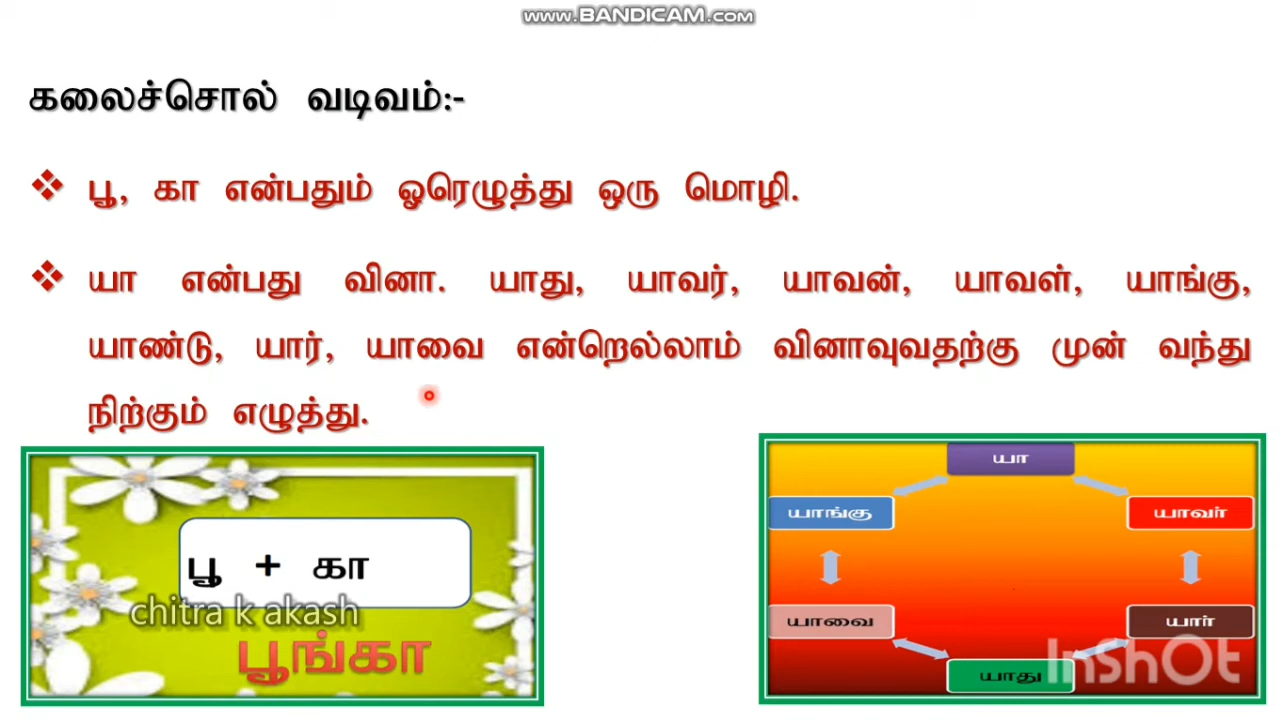 www.BANDICAM.com
கலைச்சொல் வடிவம்:-
❖ பூ, கா என்பதும் ஓரெழுத்து ஒரு மொழி.
❖ யா என்பது வினா. யாது, யாவர், யாவன், யாவள், யாங்கு,
யாண்டு, யார், யாவை என்றெல்லாம் வினாவுவதற்கு முன் வந்து
நிற்கும் எழுத்து.
பூ + கா
chitra k akash
பூங்கா
யா
யாங்கு
யாவர்
யாவை
யார்
யாது
InShOt